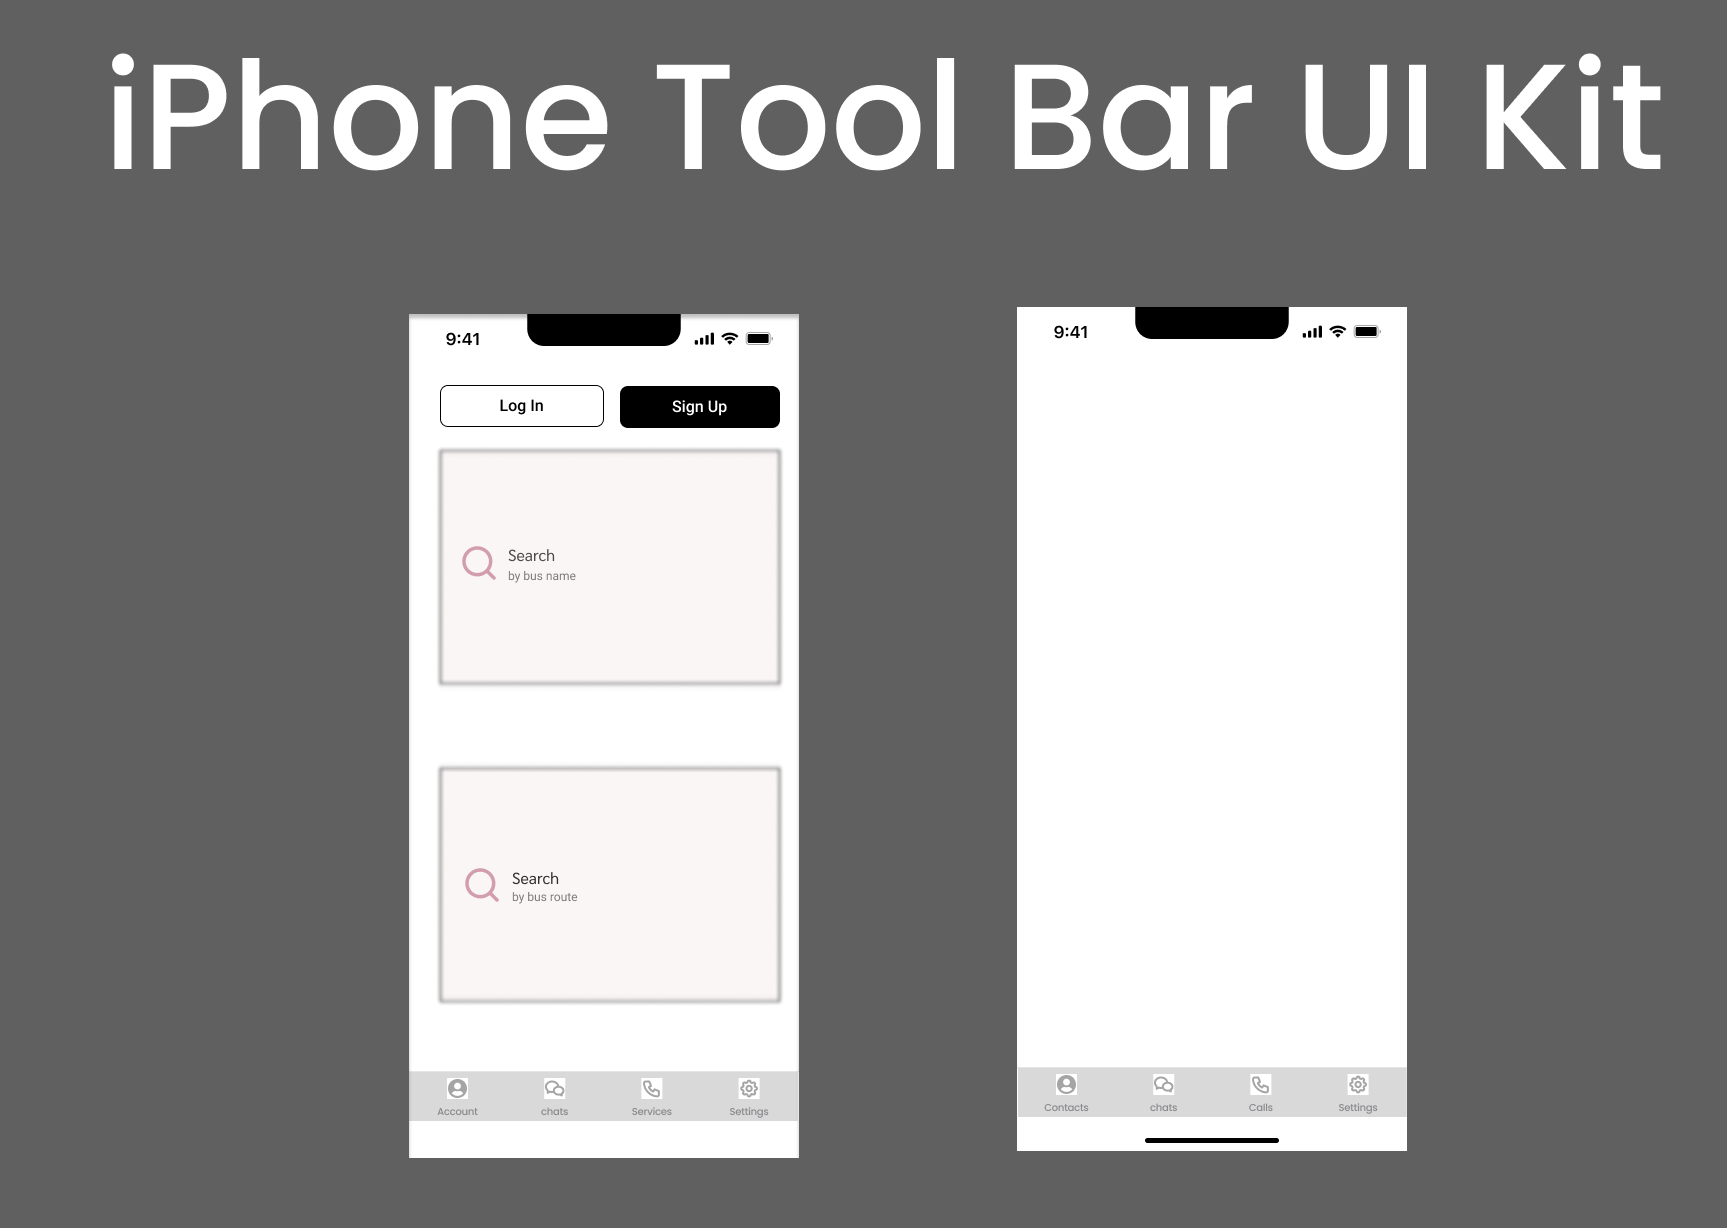 iPhone Tool Bar UI Kit
9:41
Log In
Sign Up
Search
by bus name
Search
by bus route
Account
chats
Services
Settings
9:41
Contacts
chats
Calls
Settings